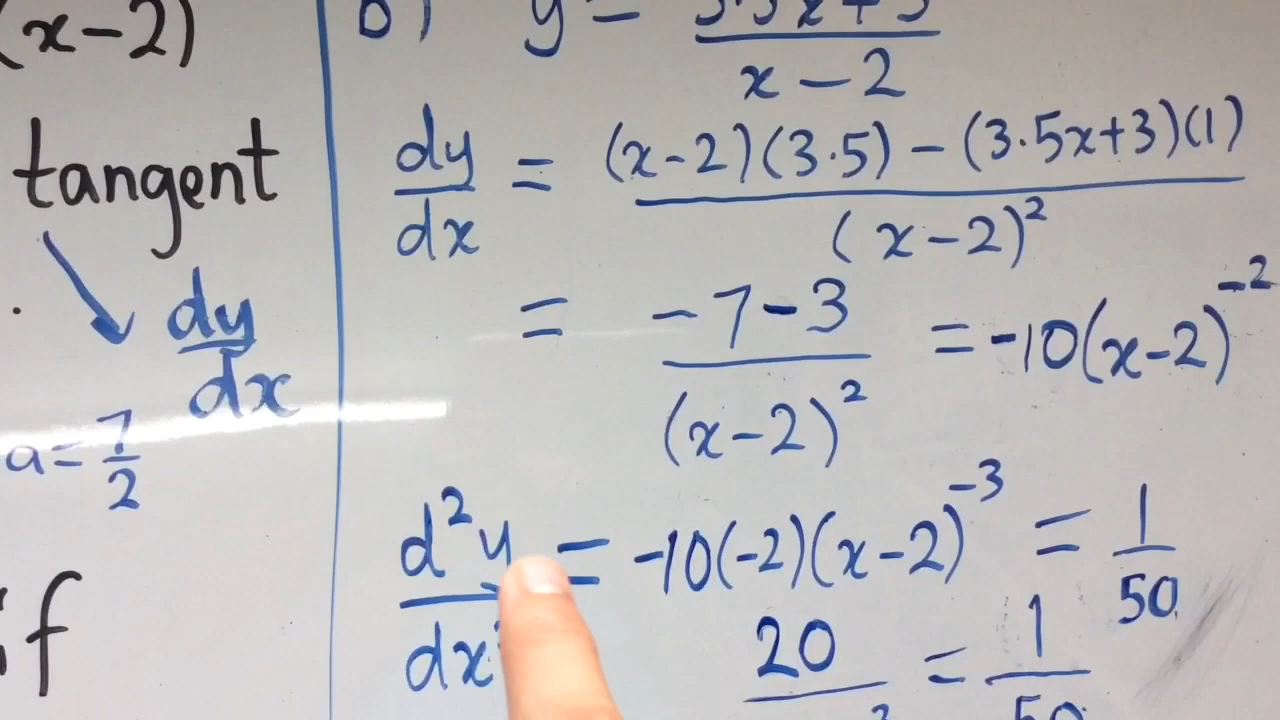 (x-2)
tangent
dy/dx
a = 7/2
if
b) y = 3.5x+3 / x-2
dy/dx = (x-2)(3.5) - (3.5x+3)(1) / (x-2)²
= -7-3 / (x-2)² = -10(x-2)⁻²
d²y/dx² = -10(-2)(x-2)⁻³ = 1/50
20 / ³ = 1/50